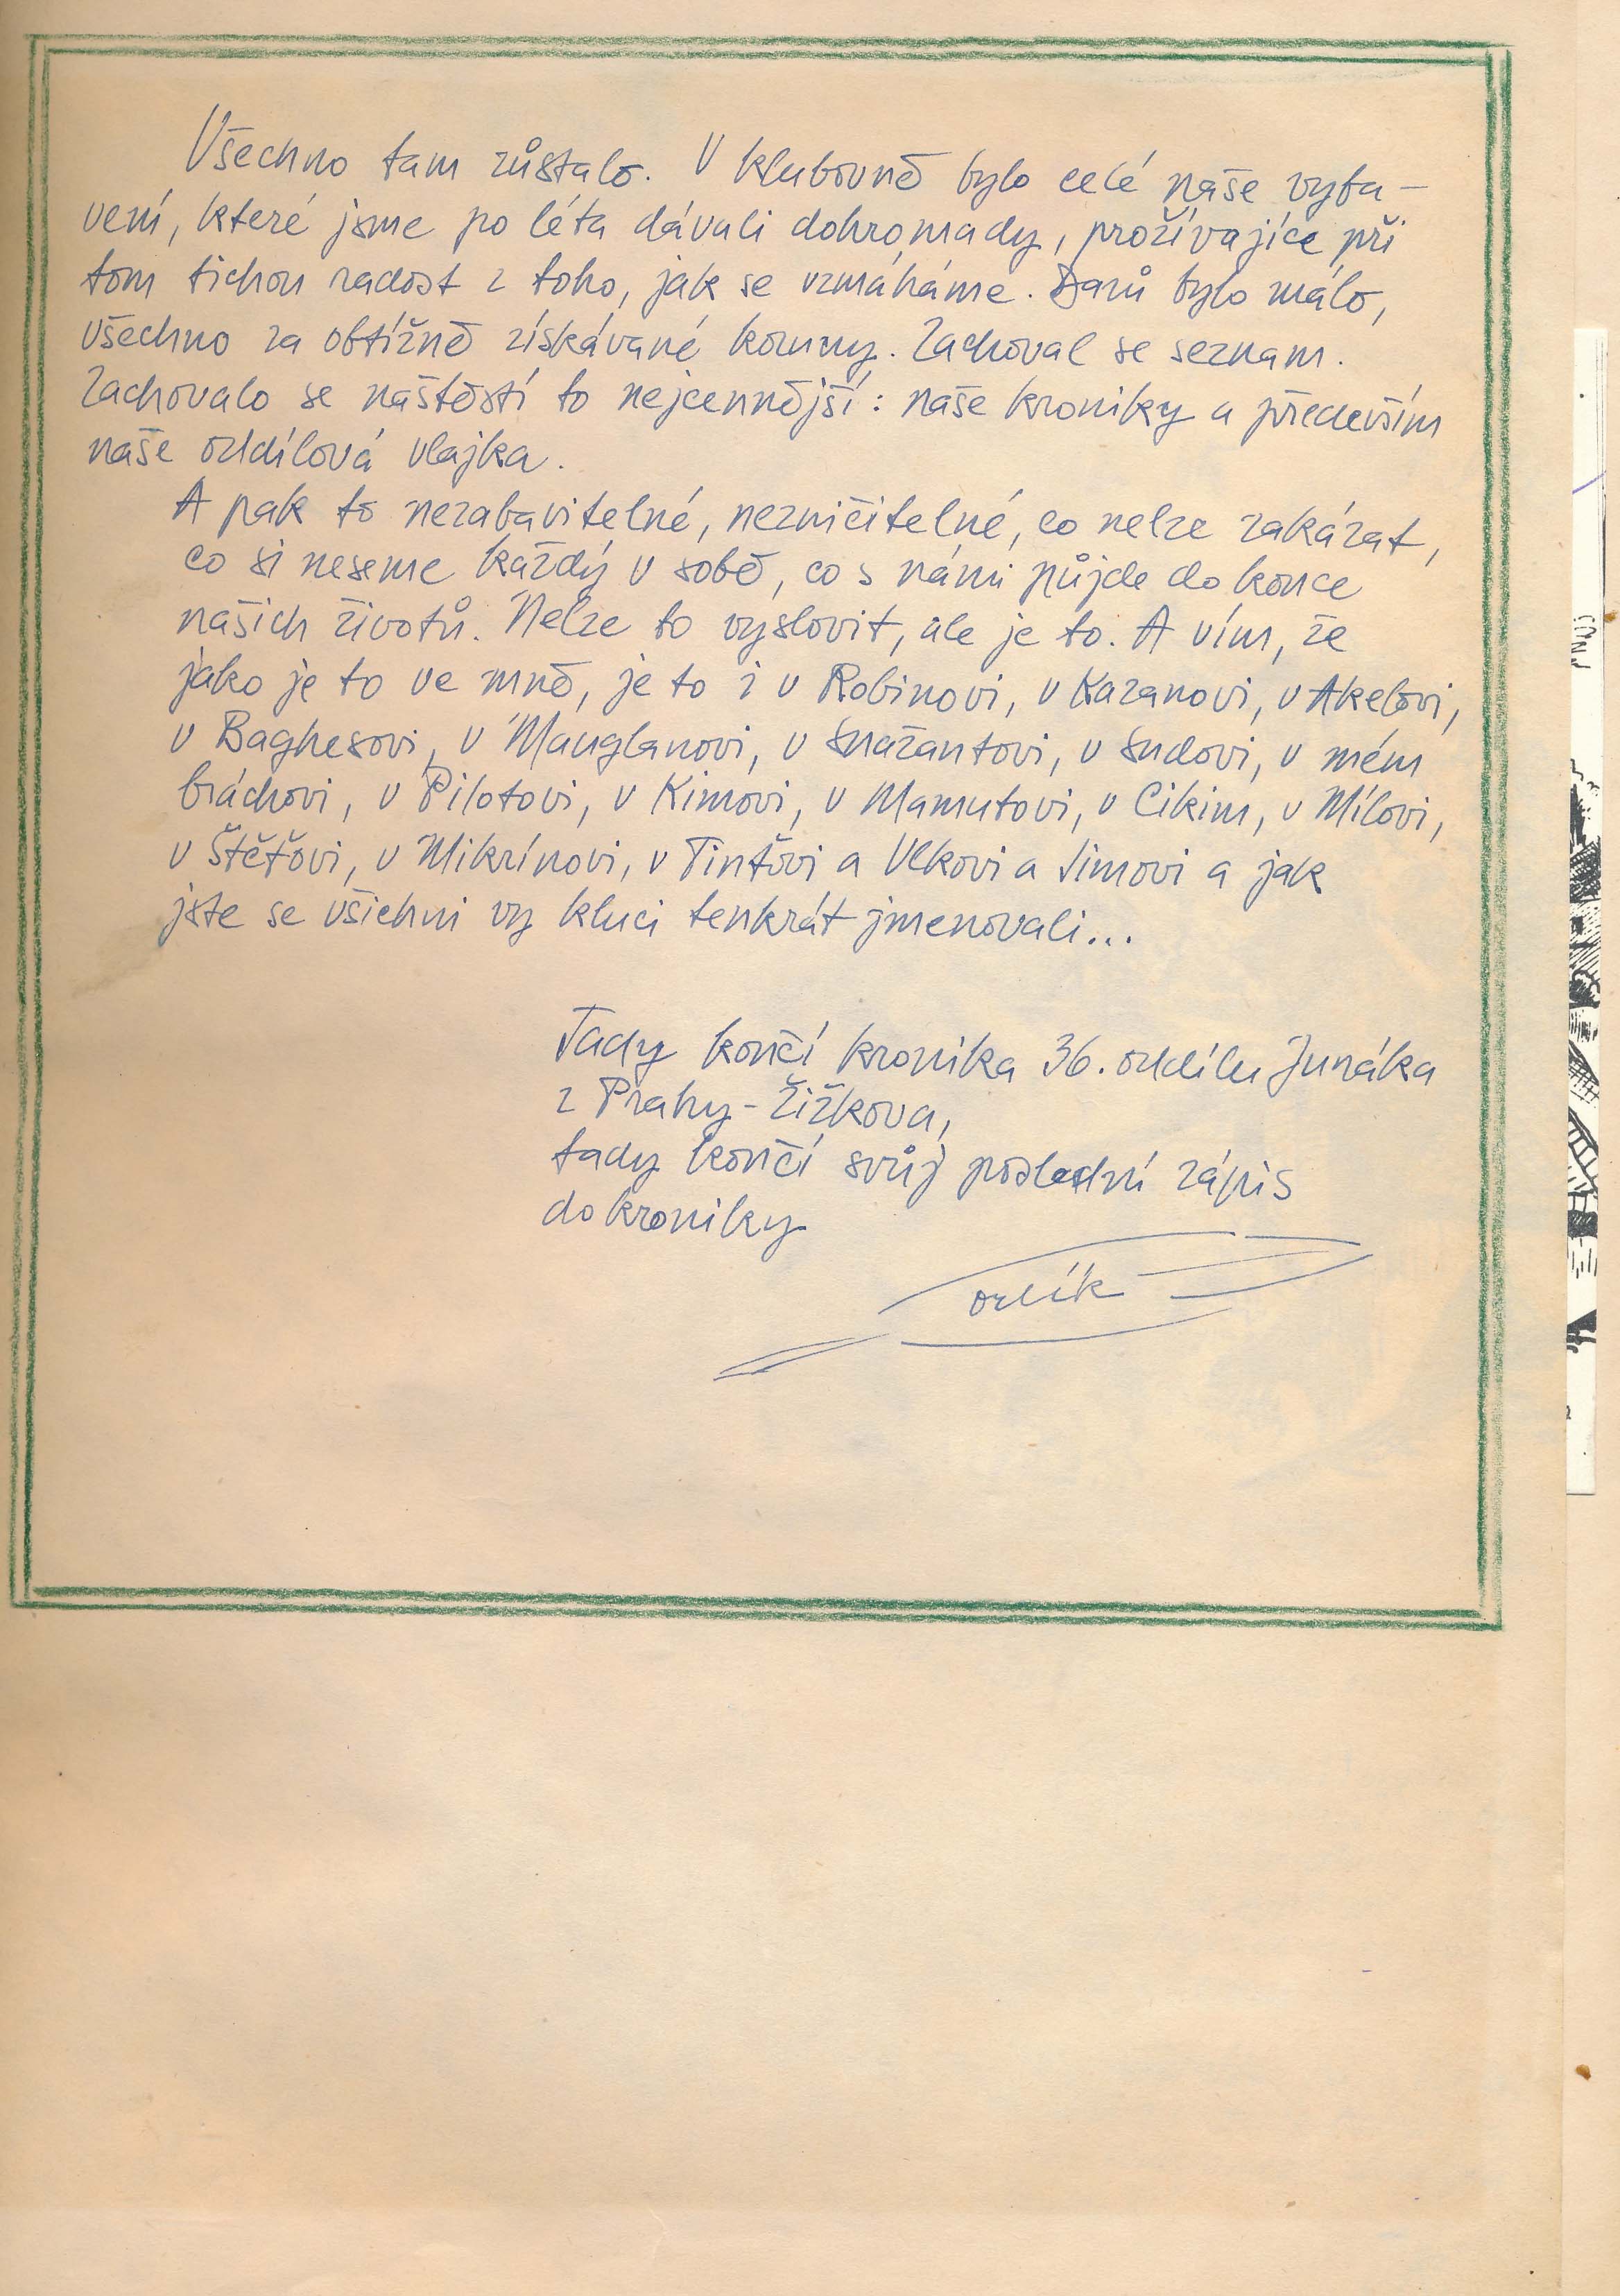 Všechno tam zůstalo. V klubovně bylo celé naše vyba-
vení, které jsme po léta dávali dohromady, prožívajíce při
tom tichou radost z toho, jak se vzmáháme. Darů bylo málo,
všechno za obtížně získávané koruny. Zachoval se seznam.
Zachovalo se naštěstí to nejcennější: naše kroniky a především
naše oddílová vlajka.
A pak to nezabavitelné, nezničitelné, co nelze zakázat,
co si neseme každý v sobě, co s námi půjde do konce
našich životů. Nelze to vyslovit, ale je to. A vím, že
jako je to ve mně, je to i v Robinovi, v Kazanovi, v Akelovi,
v Baghesovi, v Mauglanovi, v Snažantovi, v Sudovi, v mém
bráchovi, v Pilotovi, v Kimovi, v Mamutovi, v Cikim, v Mílovi,
v Štěťovi, v Mikrínovi, v Tinťovi a Vlkovi a Jimovi a jak
jste se všichni vy kluci tenkrát jmenovali...
Tady končí kronika 36. oddílu Junáka
z Prahy-Žižkova,
tady končí svůj poslední zápis
do kroniky
Orlík